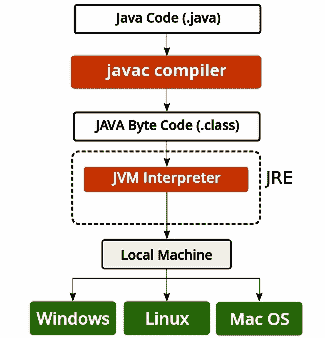 Java Code (.java)
javac compiler
JAVA Byte Code (.class)
JVM Interpreter
JRE
Local Machine
Windows
Linux
Mac OS